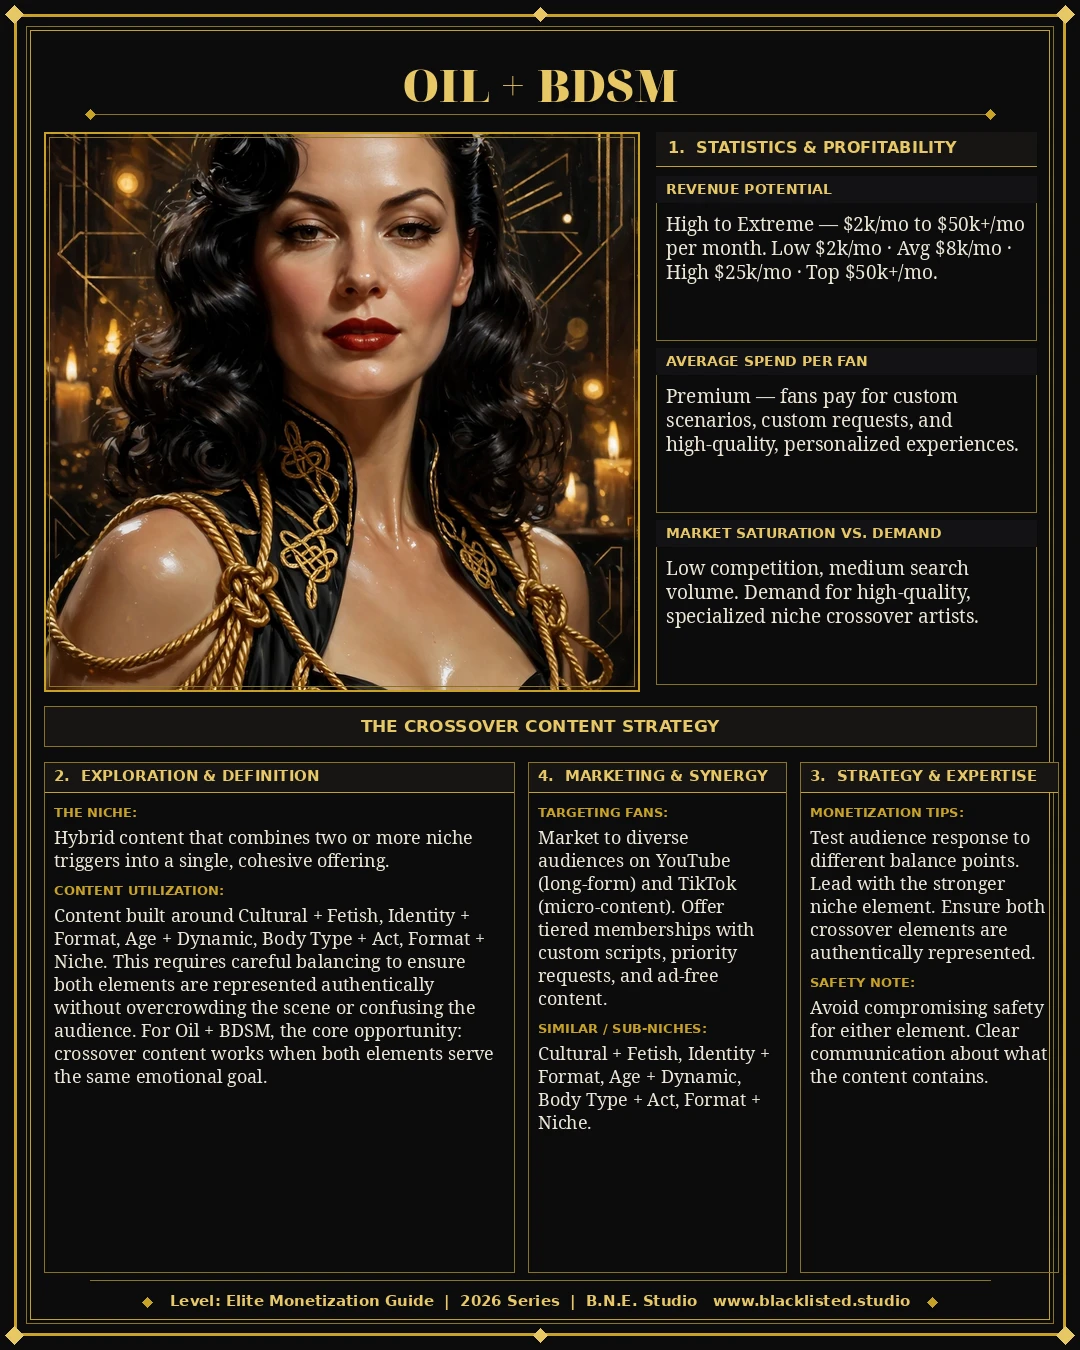 OIL + BDSM
1. STATISTICS & PROFITABILITY
REVENUE POTENTIAL
High to Extreme — $2k/mo to $50k+/mo
per month. Low $2k/mo · Avg $8k/mo ·
High $25k/mo · Top $50k+/mo.
AVERAGE SPEND PER FAN
Premium — fans pay for custom
scenarios, custom requests, and
high-quality, personalized experiences.
MARKET SATURATION VS. DEMAND
Low competition, medium search
volume. Demand for high-quality,
specialized niche crossover artists.
THE CROSSOVER CONTENT STRATEGY
2. EXPLORATION & DEFINITION
THE NICHE:
Hybrid content that combines two or more niche
triggers into a single, cohesive offering.
CONTENT UTILIZATION:
Content built around Cultural + Fetish, Identity +
Format, Age + Dynamic, Body Type + Act, Format +
Niche. This requires careful balancing to ensure
both elements are represented authentically
without overcrowding the scene or confusing the
audience. For Oil + BDSM, the core opportunity:
crossover content works when both elements serve
the same emotional goal.
4. MARKETING & SYNERGY
TARGETING FANS:
Market to diverse
audiences on YouTube
(long-form) and TikTok
(micro-content). Offer
tiered memberships with
custom scripts, priority
requests, and ad-free
content.
SIMILAR / SUB-NICHES:
Cultural + Fetish, Identity +
Format, Age + Dynamic,
Body Type + Act, Format +
Niche.
3. STRATEGY & EXPERTISE
MONETIZATION TIPS:
Test audience response to
different balance points.
Lead with the stronger
niche element. Ensure both
crossover elements are
authentically represented.
SAFETY NOTE:
Avoid compromising safety
for either element. Clear
communication about what
the content contains.
Level: Elite Monetization Guide | 2026 Series | B.N.E. Studio www.blacklisted.studio